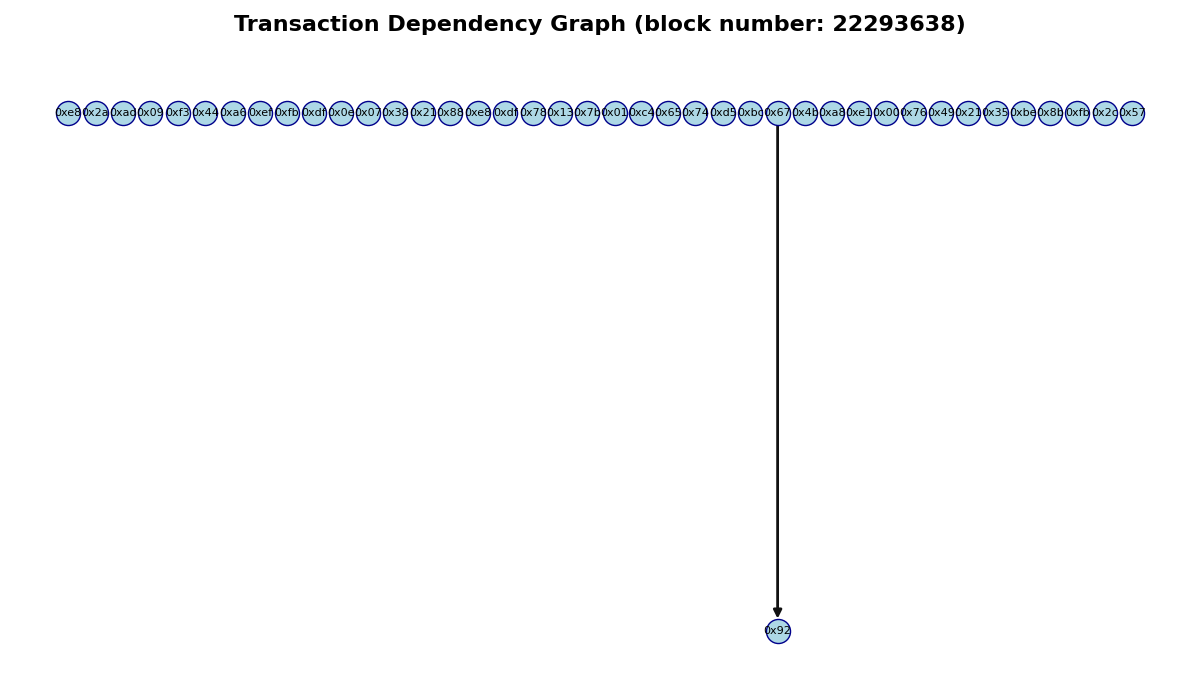 Transaction Dependency Graph (block number: 22293638)
0xe8 0x2a 0xad 0x09 0xf3 0x44 0xa6 0xef 0xfb 0xdf 0x0e 0x07 0x38 0x21 0x88 0xe8 0xdf 0x78 0x13 0x7b 0x01 0xc4 0x65 0x74 0xd5 0xbc 0x67 0x4b 0xa8 0xe1 0x00 0x76 0x49 0x21 0x35 0xbe 0x8b 0xfb 0x2c 0x57
0x92